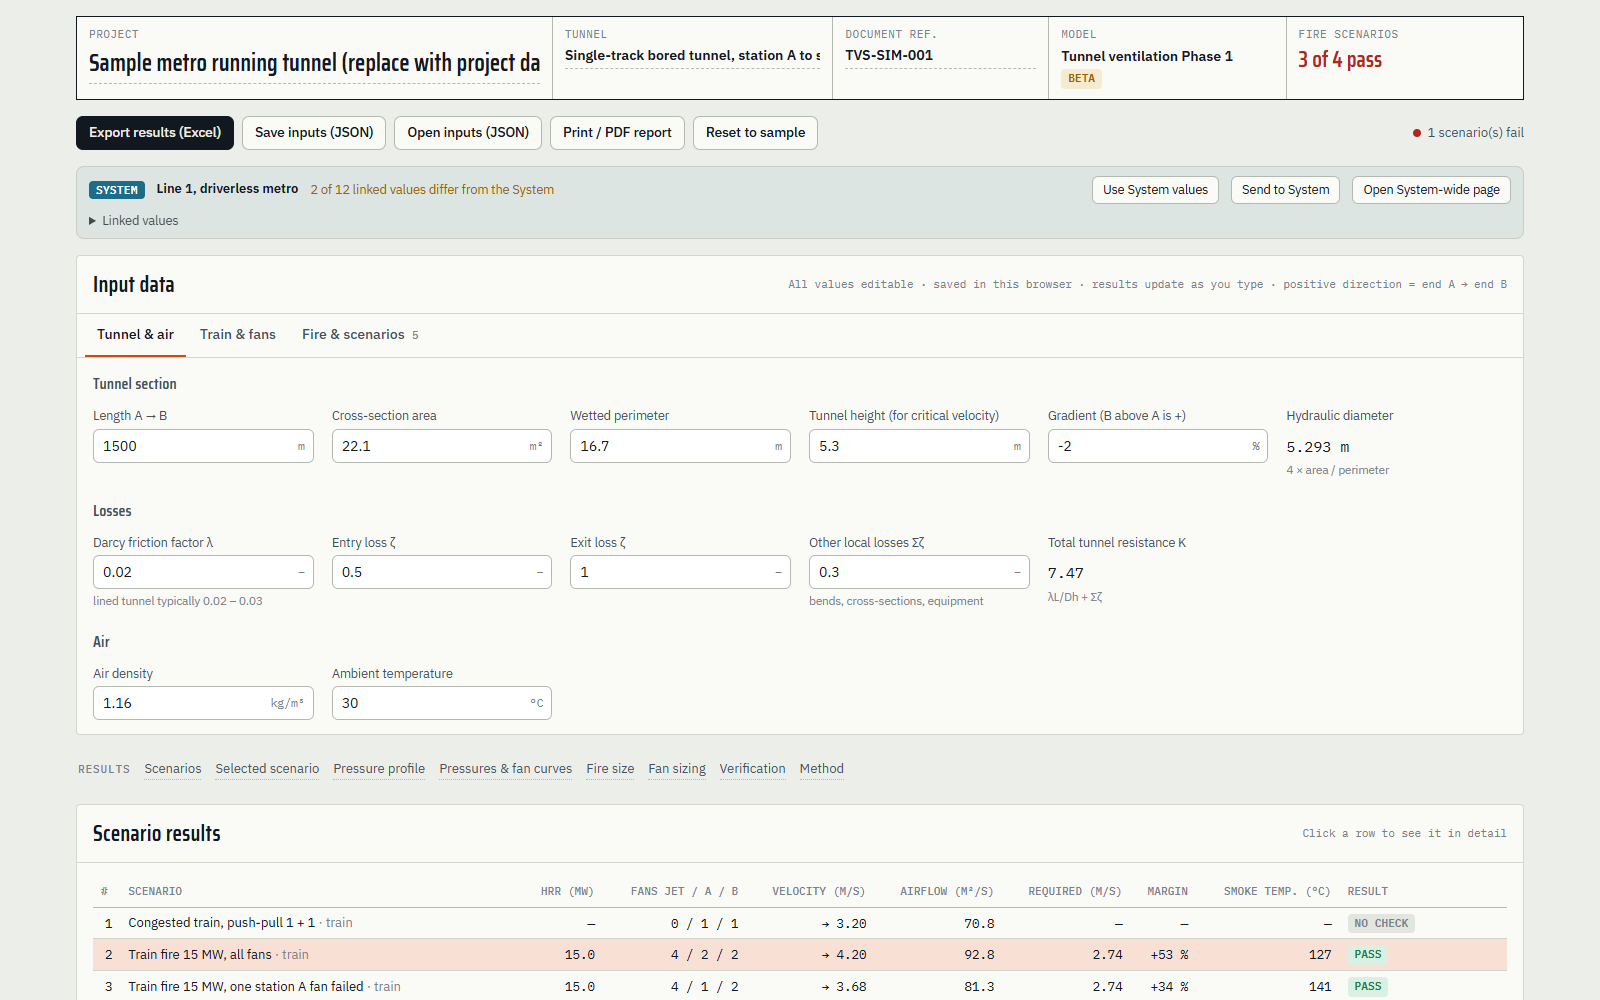 PROJECT
Sample metro running tunnel (replace with project da
TUNNEL
Single-track bored tunnel, station A to s
DOCUMENT REF.
TVS-SIM-001
MODEL
Tunnel ventilation Phase 1
BETA
FIRE SCENARIOS
3 of 4 pass
Export results (Excel)
Save inputs (JSON)
Open inputs (JSON)
Print / PDF report
Reset to sample
1 scenario(s) fail
SYSTEM
Line 1, driverless metro
2 of 12 linked values differ from the System
Use System values
Send to System
Open System-wide page
▶ Linked values
Input data
All values editable · saved in this browser · results update as you type · positive direction = end A → end B
Tunnel & air
Train & fans
Fire & scenarios 5
Tunnel section
Length A → B
Cross-section area
Wetted perimeter
Tunnel height (for critical velocity)
Gradient (B above A is +)
Hydraulic diameter
1500 m
22.1 m²
16.7 m
5.3 m
-2 %
5.293 m
4 × area / perimeter
Losses
Darcy friction factor λ
Entry loss ζ
Exit loss ζ
Other local losses Σζ
Total tunnel resistance K
0.02 –
0.5 –
1 –
0.3 –
7.47
lined tunnel typically 0.02 – 0.03
bends, cross-sections, equipment
λL/Dh + Σζ
Air
Air density
Ambient temperature
1.16 kg/m³
30 °C
RESULTS Scenarios Selected scenario Pressure profile Pressures & fan curves Fire size Fan sizing Verification Method
Scenario results
Click a row to see it in detail
# SCENARIO HRR (MW) FANS JET / A / B VELOCITY (M/S) AIRFLOW (M³/S) REQUIRED (M/S) MARGIN SMOKE TEMP. (°C) RESULT
1 Congested train, push-pull 1 + 1 · train — 0 / 1 / 1 → 3.20 70.8 — — — NO CHECK
2 Train fire 15 MW, all fans · train 15.0 4 / 2 / 2 → 4.20 92.8 2.74 +53 % 127 PASS
3 Train fire 15 MW, one station A fan failed · train 15.0 4 / 1 / 2 → 3.68 81.3 2.74 +34 % 141 PASS